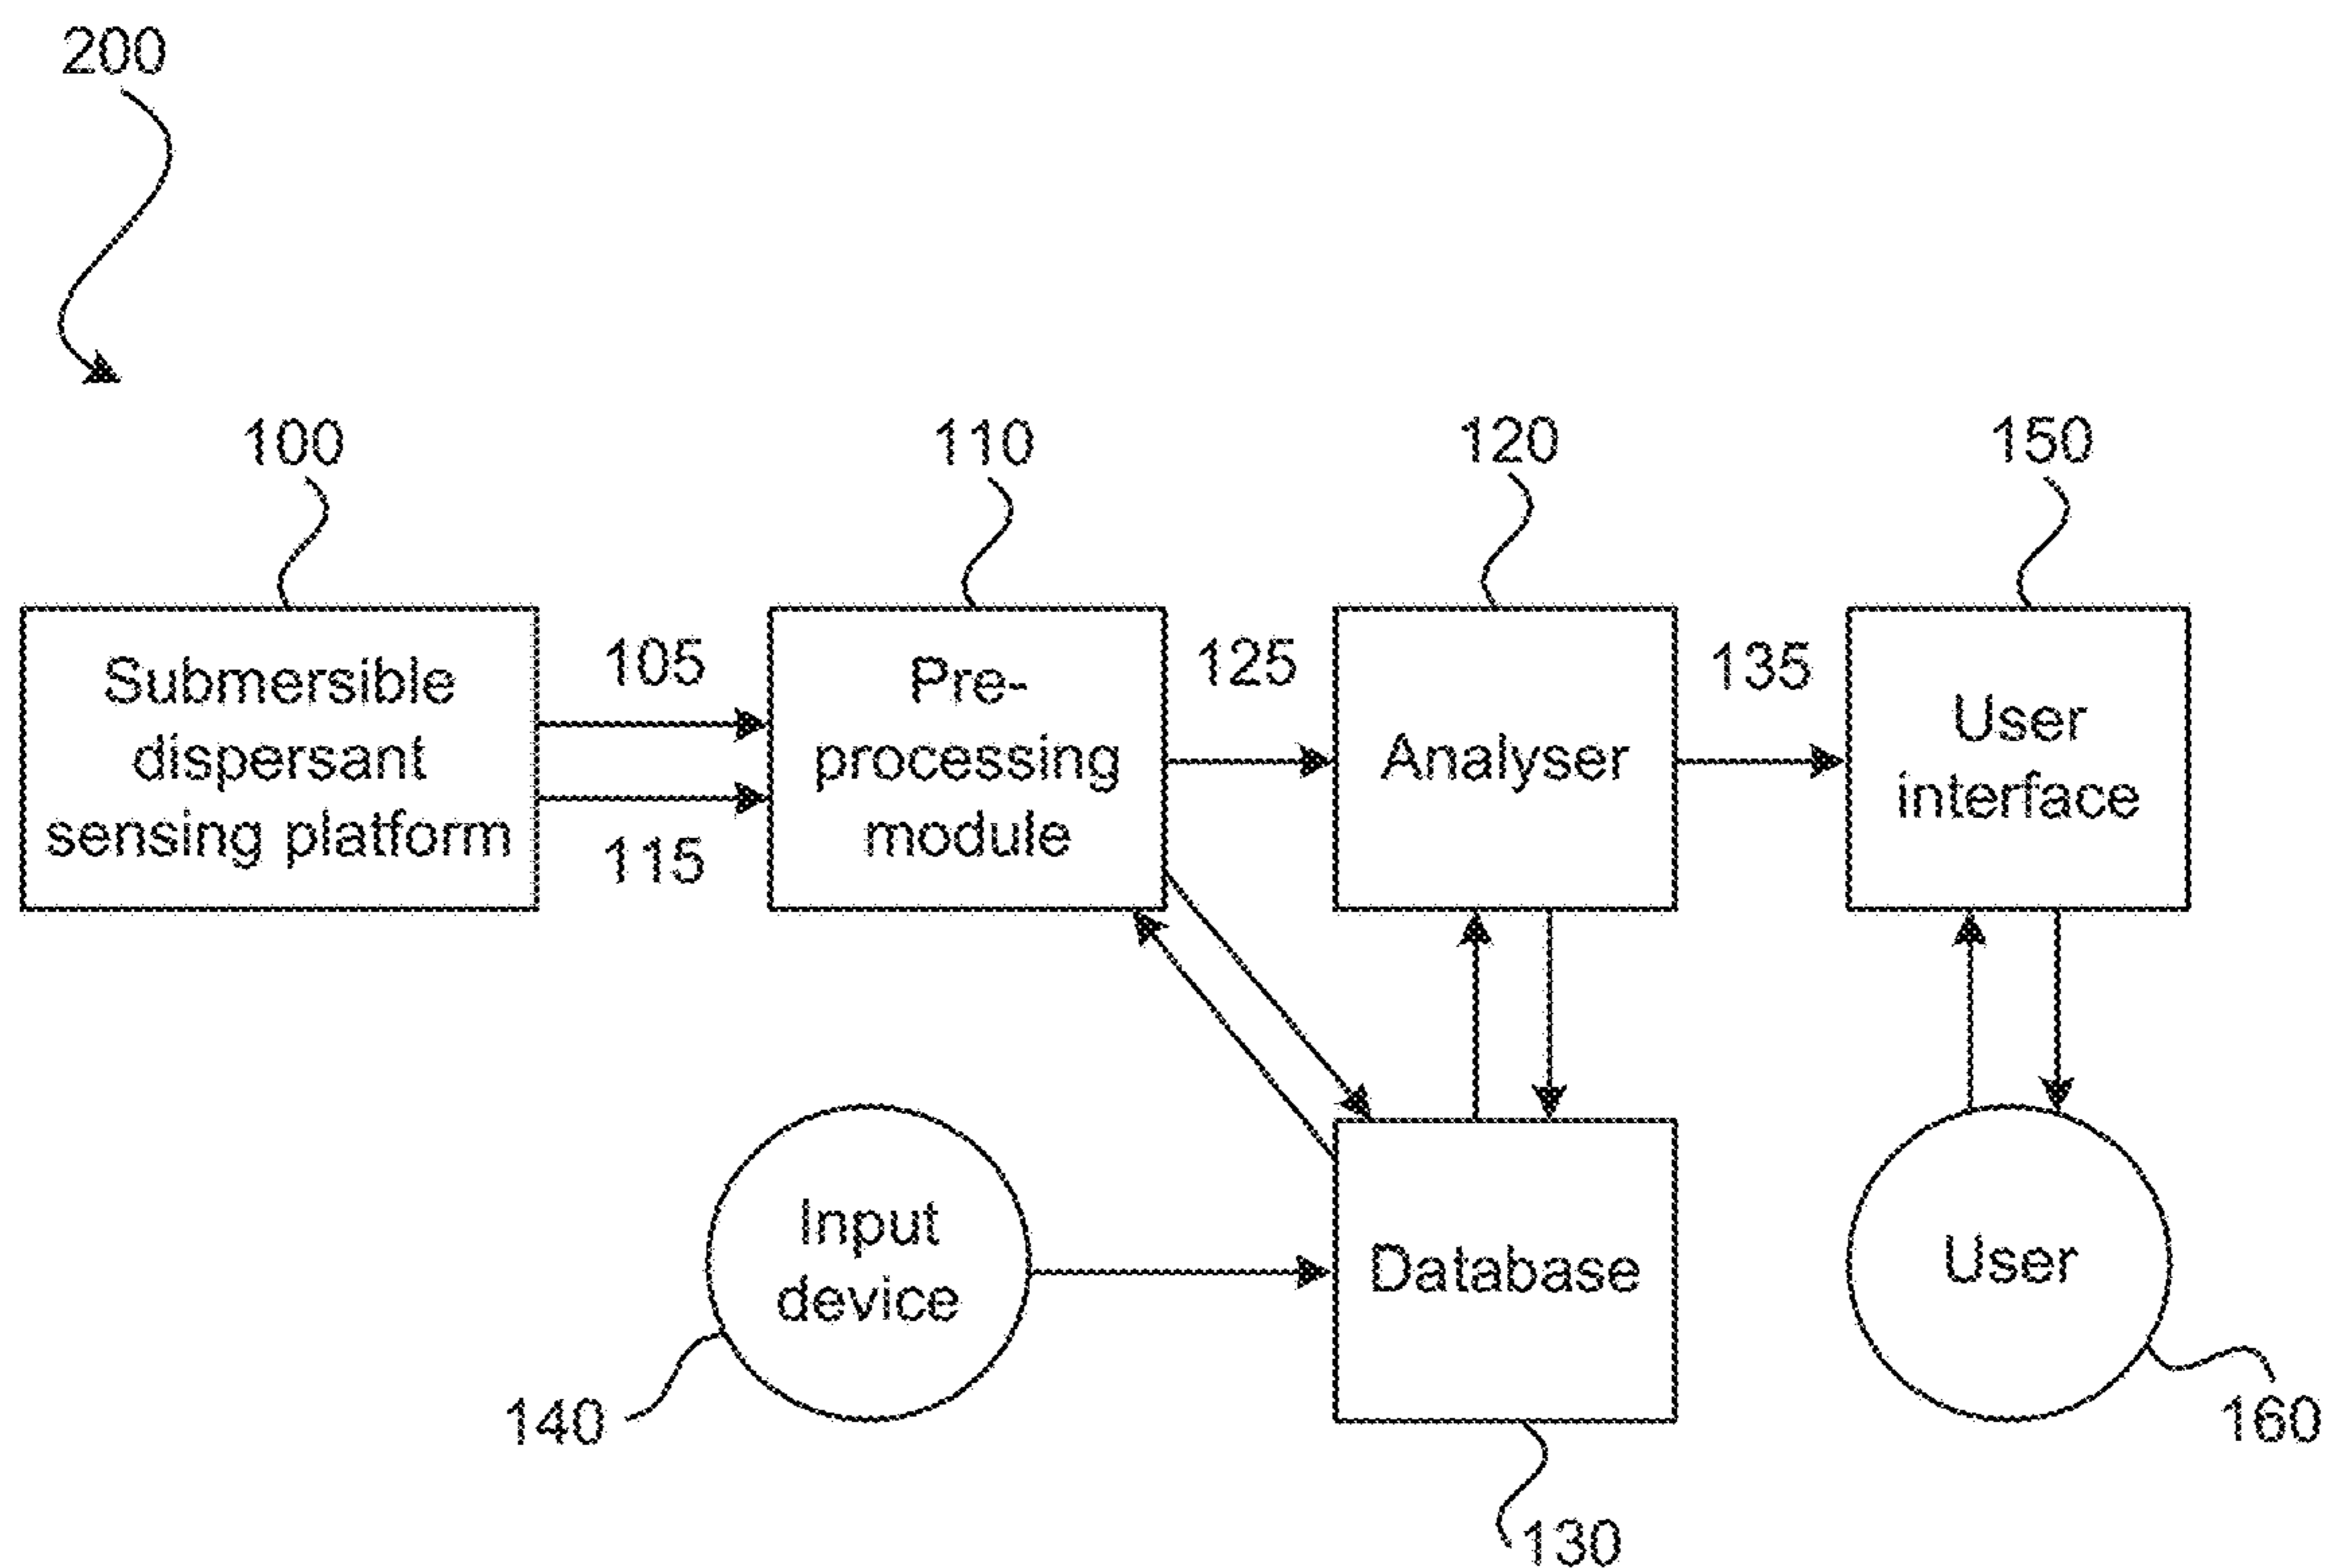 200
100
110
120
150
Submersible
dispersant
sensing platform
105
115
Pre-
processing
module
125
Analyser
135
User
interface
Input
device
Database
User
140
160
130